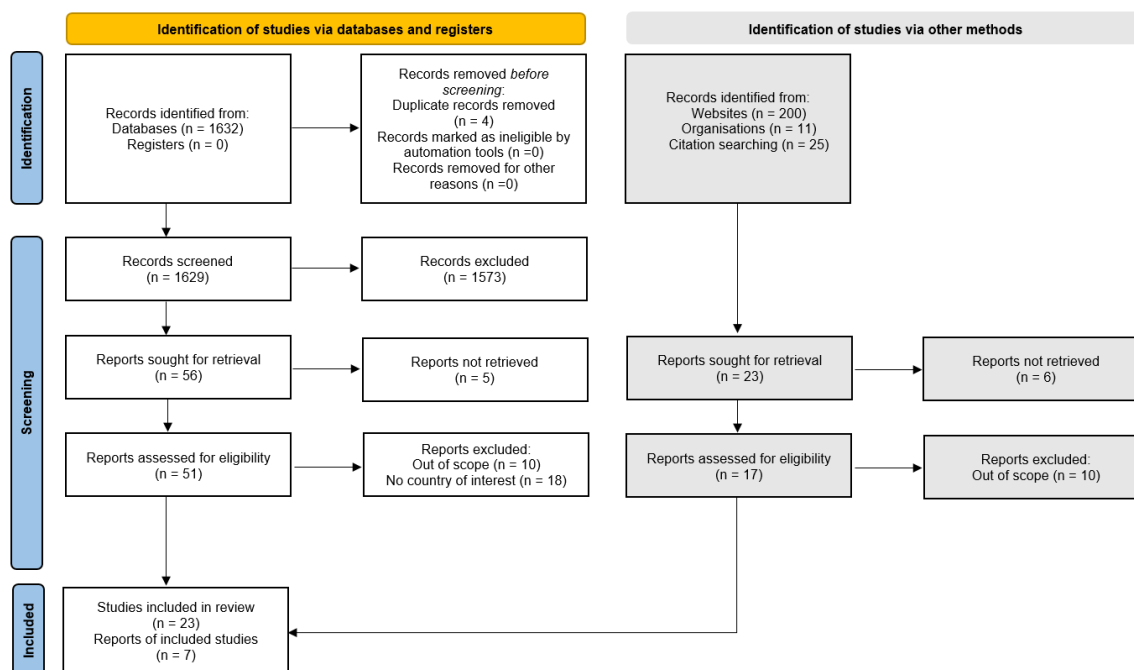 Identification of studies via databases and registers
Identification of studies via other methods
Identification
Records identified from:
Databases (n = 1632)
Registers (n = 0)
Records removed before
screening:
Duplicate records removed
(n = 4)
Records marked as ineligible by
automation tools (n =0)
Records removed for other
reasons (n =0)
Records identified from:
Websites (n = 200)
Organisations (n = 11)
Citation searching (n = 25)
Screening
Records screened
(n = 1629)
Records excluded
(n = 1573)
Reports sought for retrieval
(n = 56)
Reports not retrieved
(n = 5)
Reports sought for retrieval
(n = 23)
Reports not retrieved
(n = 6)
Reports assessed for eligibility
(n = 51)
Reports excluded:
Out of scope (n = 10)
No country of interest (n = 18)
Reports assessed for eligibility
(n = 17)
Reports excluded:
Out of scope (n = 10)
Included
Studies included in review
(n = 23)
Reports of included studies
(n = 7)